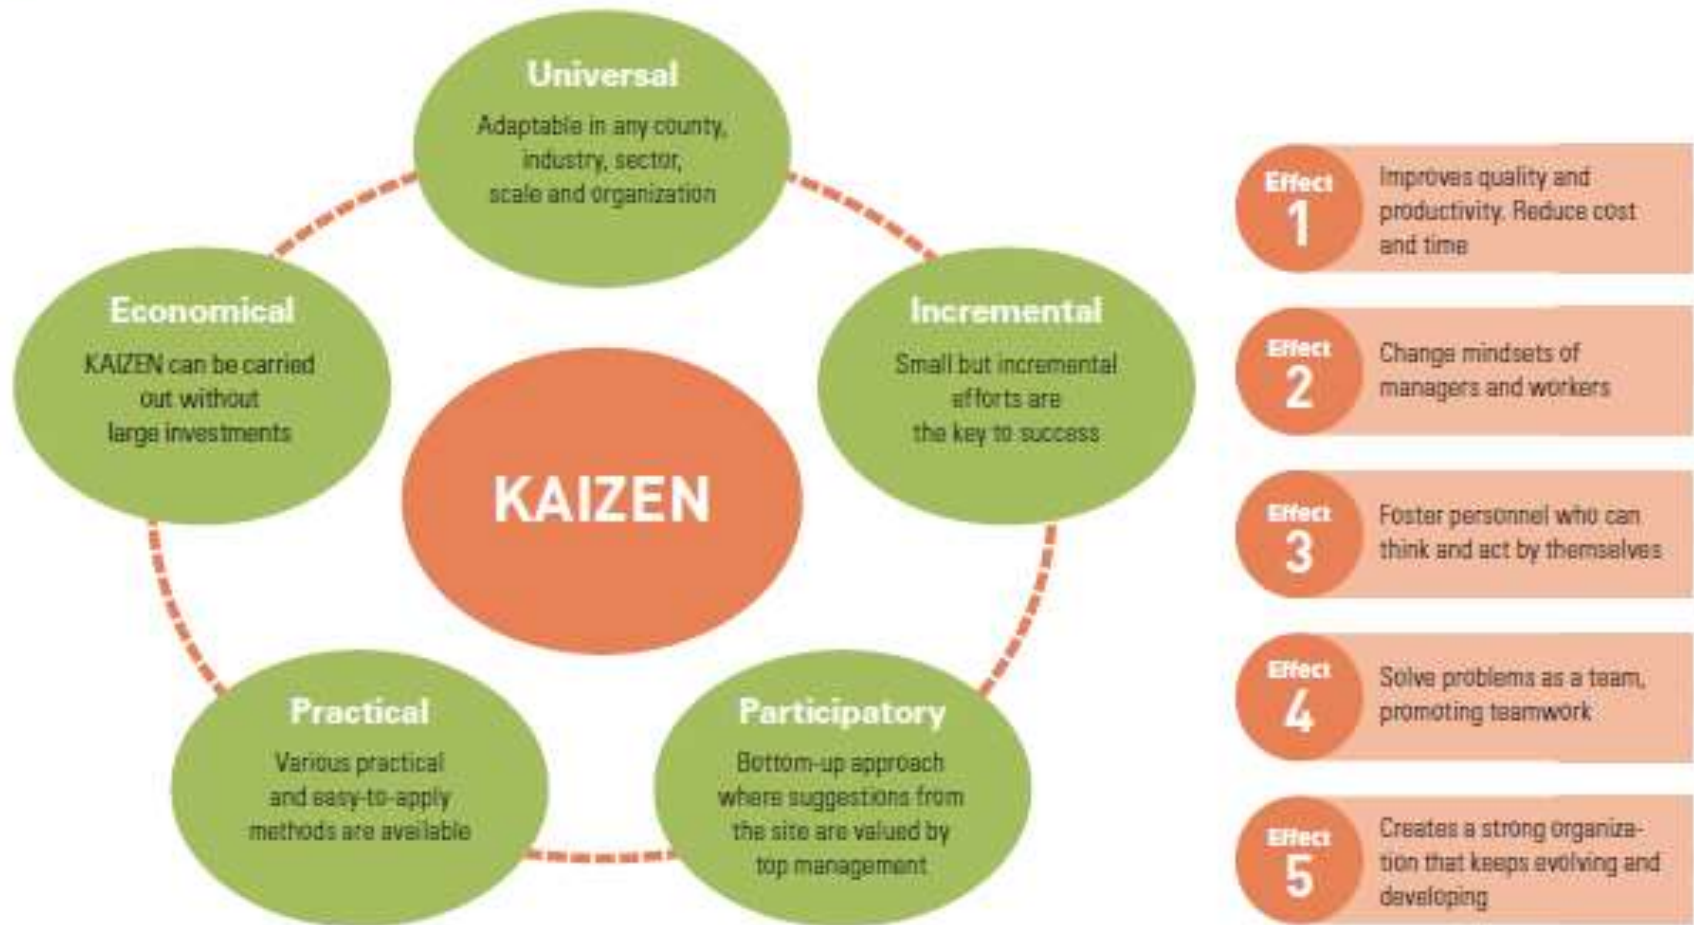 Universal
Adaptable in any county,
industry, sector,
scale and organization
Economical
KAIZEN can be carried
out without
large investments
Incremental
Small but incremental
efforts are
the key to success
KAIZEN
Practical
Various practical
and easy-to-apply
methods are available
Participatory
Bottom-up approach
where suggestions from
the site are valued by
top management
Effect
1
Improves quality and
productivity. Reduce cost
and time
Effect
2
Change mindsets of
managers and workers
Effect
3
Foster personnel who can
think and act by themselves
Effect
4
Solve problems as a team,
promoting teamwork
Effect
5
Creates a strong organiza-
tion that keeps evolving and
developing